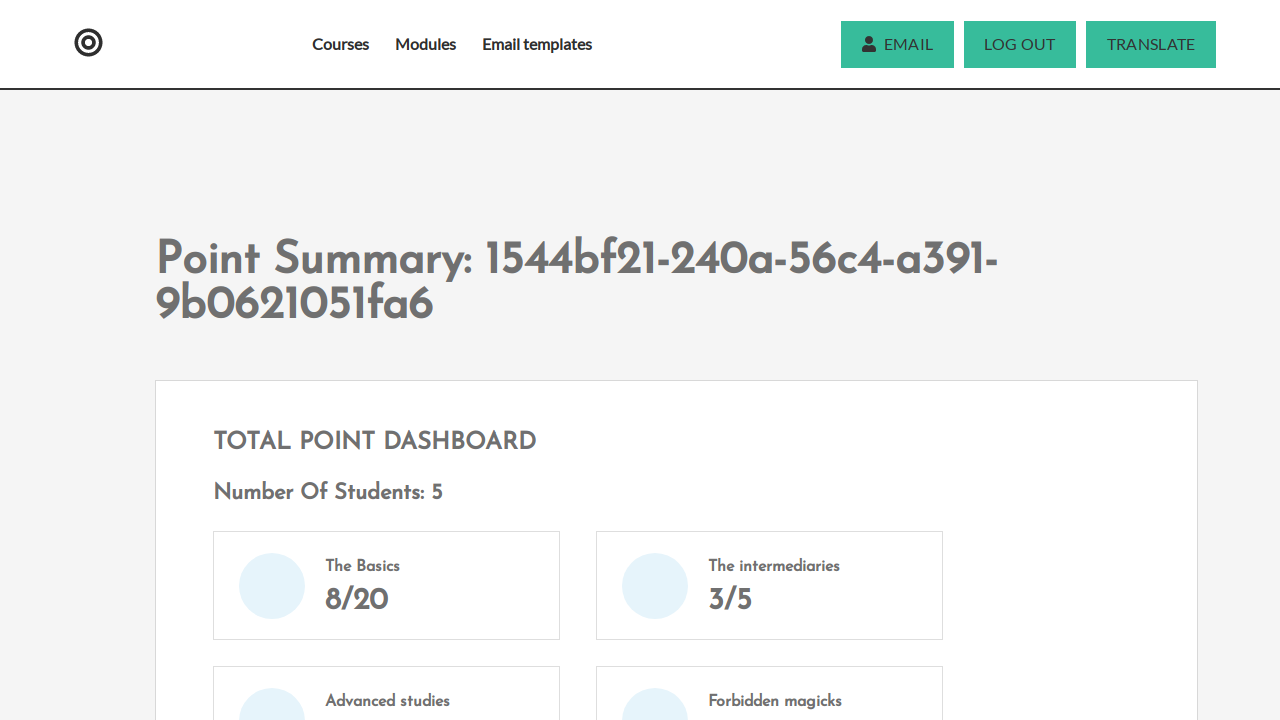 Courses Modules Email templates EMAIL LOG OUT TRANSLATE
Point Summary: 1544bf21-240a-56c4-a391-
9b0621051fa6
TOTAL POINT DASHBOARD
Number Of Students: 5
The Basics
8/20
The intermediaries
3/5
Advanced studies
Forbidden magicks